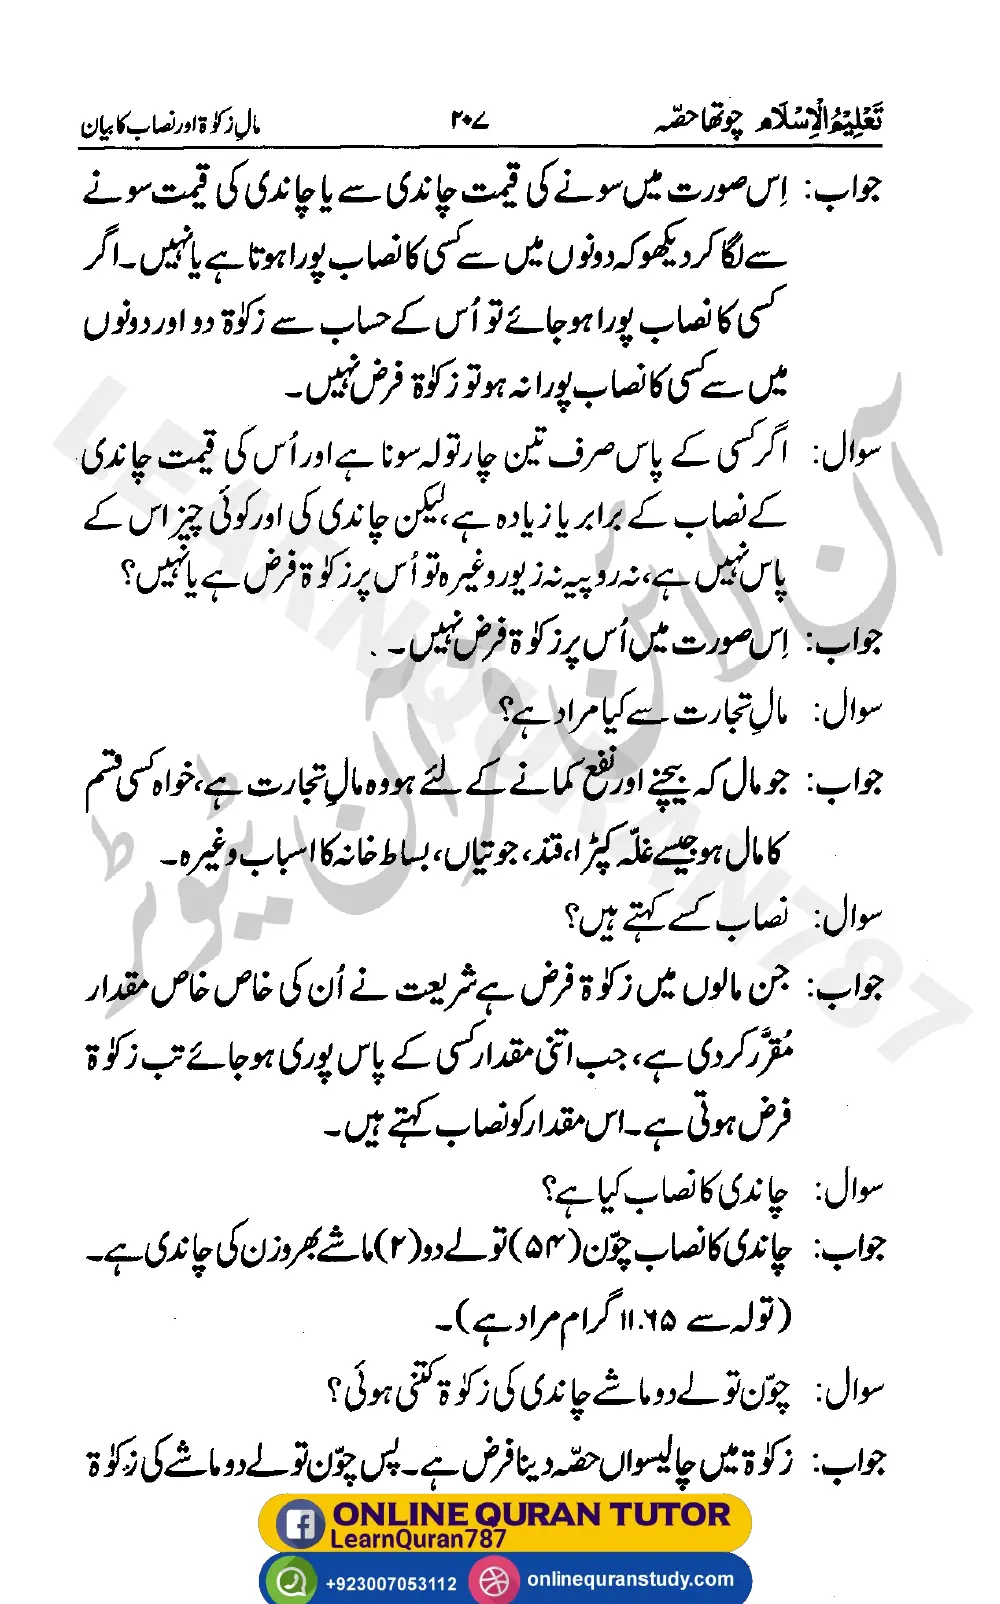 تَعْلِیْمُ الْاِسْلَام چوتھا حصّہ ۲۰۷ مالِ زکوٰۃ اور نصاب کا بیان
جواب: اِس صورت میں سونے کی قیمت چاندی سے یا چاندی کی قیمت سونے
سے لگا کر دیکھو کہ دونوں میں سے کسی کا نصاب پورا ہوتا ہے یا نہیں۔ اگر
کسی کا نصاب پورا ہو جائے تو اُس کے حساب سے زکوٰۃ دو اور دونوں
میں سے کسی کا نصاب پورا نہ ہو تو زکوٰۃ فرض نہیں۔
سوال: اگر کسی کے پاس صرف تین چار تولہ سونا ہے اور اُس کی قیمت چاندی
کے نصاب کے برابر یا زیادہ ہے، لیکن چاندی کی اور کوئی چیز اس کے
پاس نہیں ہے، نہ روپیہ نہ زیور وغیرہ تو اُس پر زکوٰۃ فرض ہے یا نہیں؟
جواب: اِس صورت میں اُس پر زکوٰۃ فرض نہیں۔
سوال: مالِ تجارت سے کیا مراد ہے؟
جواب: جو مال کہ بیچنے اور نفع کمانے کے لئے ہو وہ مالِ تجارت ہے، خواہ کسی قسم
کا مال ہو جیسے غلّہ، کپڑا، قند، جوتیاں، بساط خانہ کا اسباب وغیرہ۔
سوال: نصاب کسے کہتے ہیں؟
جواب: جن مالوں میں زکوٰۃ فرض ہے شریعت نے اُن کی خاص خاص مقدار
مُقرَّر کر دی ہے، جب اتنی مقدار کسی کے پاس پوری ہو جائے تب زکوٰۃ
فرض ہوتی ہے۔ اس مقدار کو نصاب کہتے ہیں۔
سوال: چاندی کا نصاب کیا ہے؟
جواب: چاندی کا نصاب چوّن (۵۴) تولے دو (۲) ماشے بھر وزن کی چاندی ہے۔
(تولہ سے ۱۱.۶۵ گرام مراد ہے)۔
سوال: چوّن تولے دو ماشے چاندی کی زکوٰۃ کتنی ہوئی؟
جواب: زکوٰۃ میں چالیسواں حصّہ دینا فرض ہے۔ پس چوّن تولے دو ماشے کی زکوٰۃ
LEARNQURAN787
آن لائن قرآن ٹیوٹر
ONLINE QURAN TUTOR
LearnQuran787
+923007053112 onlinequranstudy.com